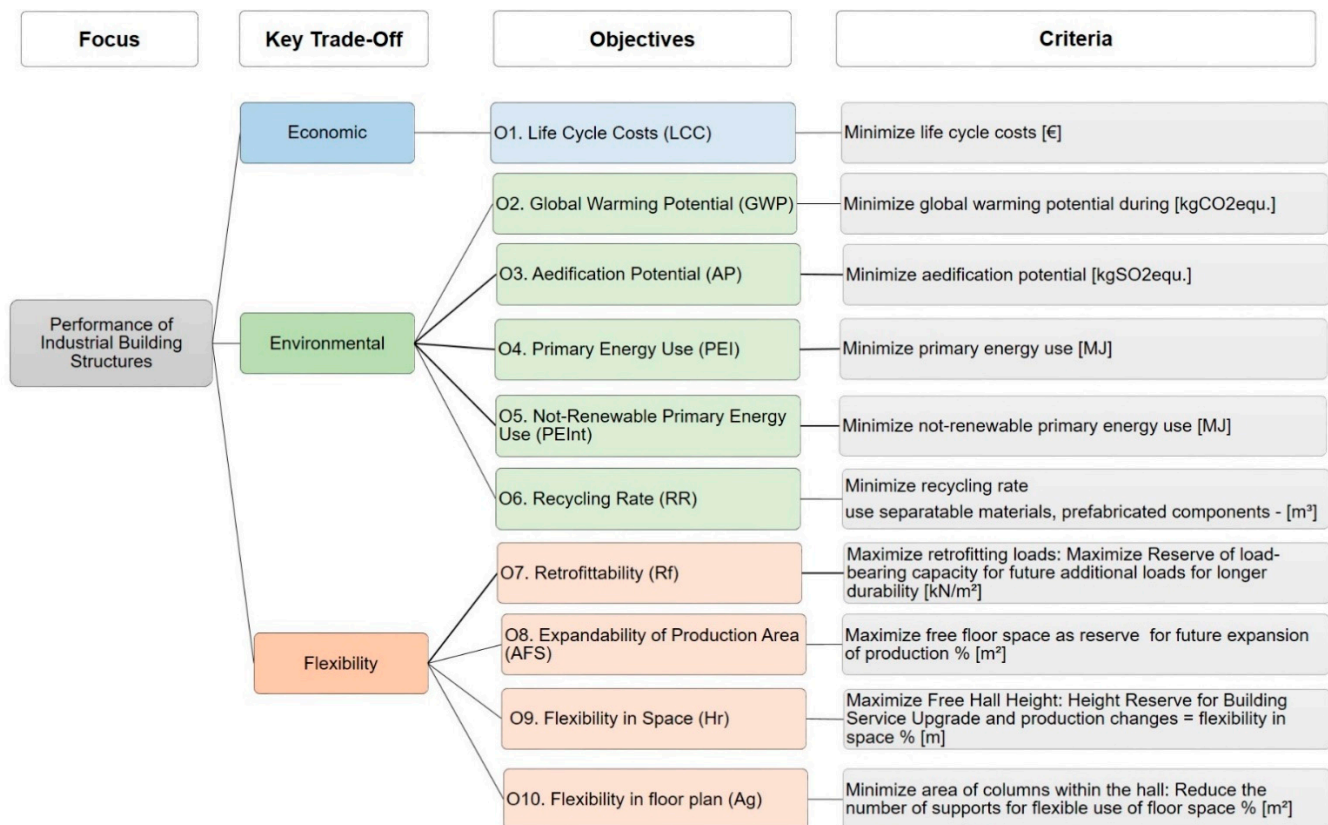 Focus
Key Trade-Off
Objectives
Criteria
Economic
O1. Life Cycle Costs (LCC)
Minimize life cycle costs [€]
O2. Global Warming Potential (GWP)
Minimize global warming potential during [kgCO2equ.]
O3. Aedification Potential (AP)
Minimize aedification potential [kgSO2equ.]
Performance of
Industrial Building
Structures
Environmental
O4. Primary Energy Use (PEI)
Minimize primary energy use [MJ]
O5. Not-Renewable Primary Energy
Use (PEInt)
Minimize not-renewable primary energy use [MJ]
O6. Recycling Rate (RR)
Minimize recycling rate
use separatable materials, prefabricated components - [m³]
O7. Retrofittability (Rf)
Maximize retrofitting loads: Maximize Reserve of load-
bearing capacity for future additional loads for longer
durability [kN/m²]
Flexibility
O8. Expandability of Production Area
(AFS)
Maximize free floor space as reserve  for future expansion
of production % [m²]
O9. Flexibility in Space (Hr)
Maximize Free Hall Height: Height Reserve for Building
Service Upgrade and production changes = flexibility in
space % [m]
O10. Flexibility in floor plan (Ag)
Minimize area of columns within the hall: Reduce the
number of supports for flexible use of floor space % [m²]